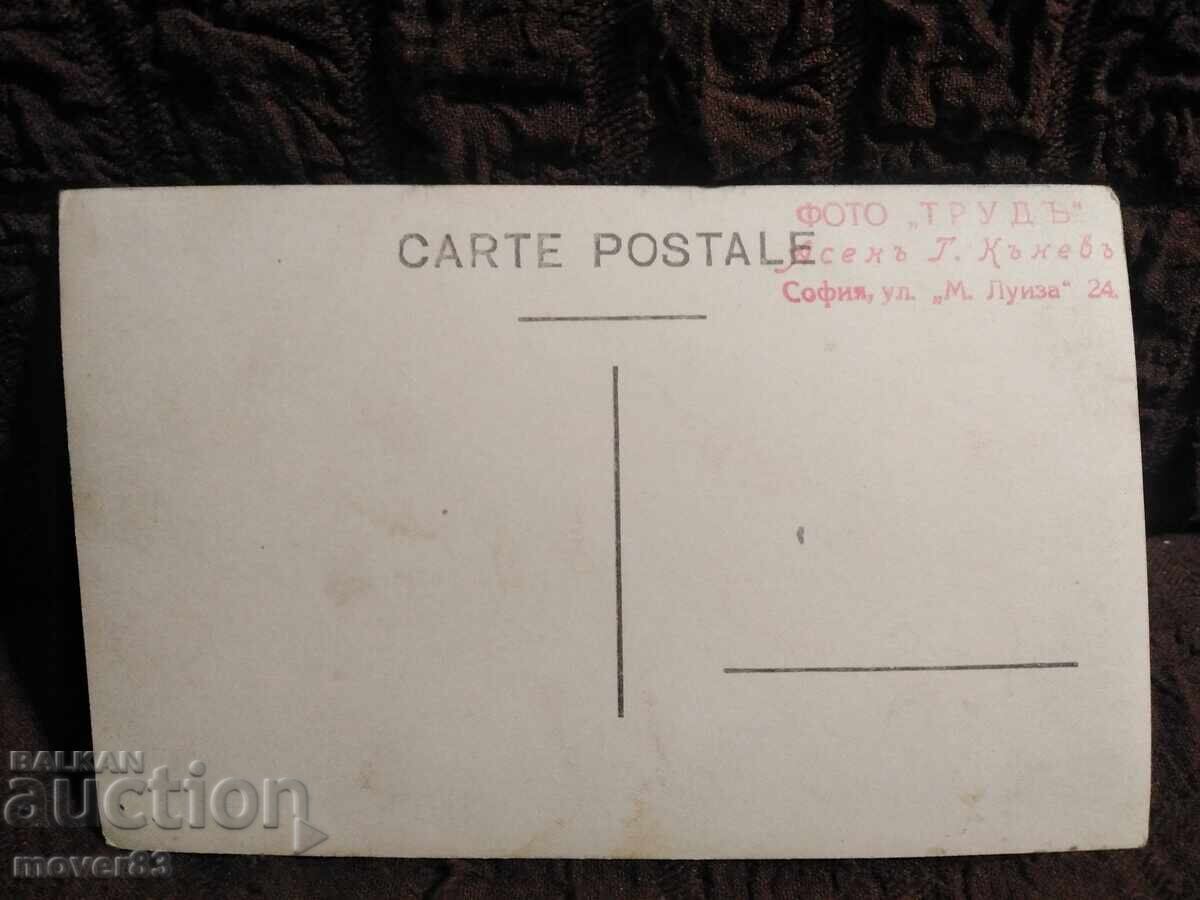 ФОТО „ТРУДЪ“
CARTE POSTALE
Асенъ Г. Къневъ
София, ул. „М. Луиза“ 24.
BALKAN
auction
mover83